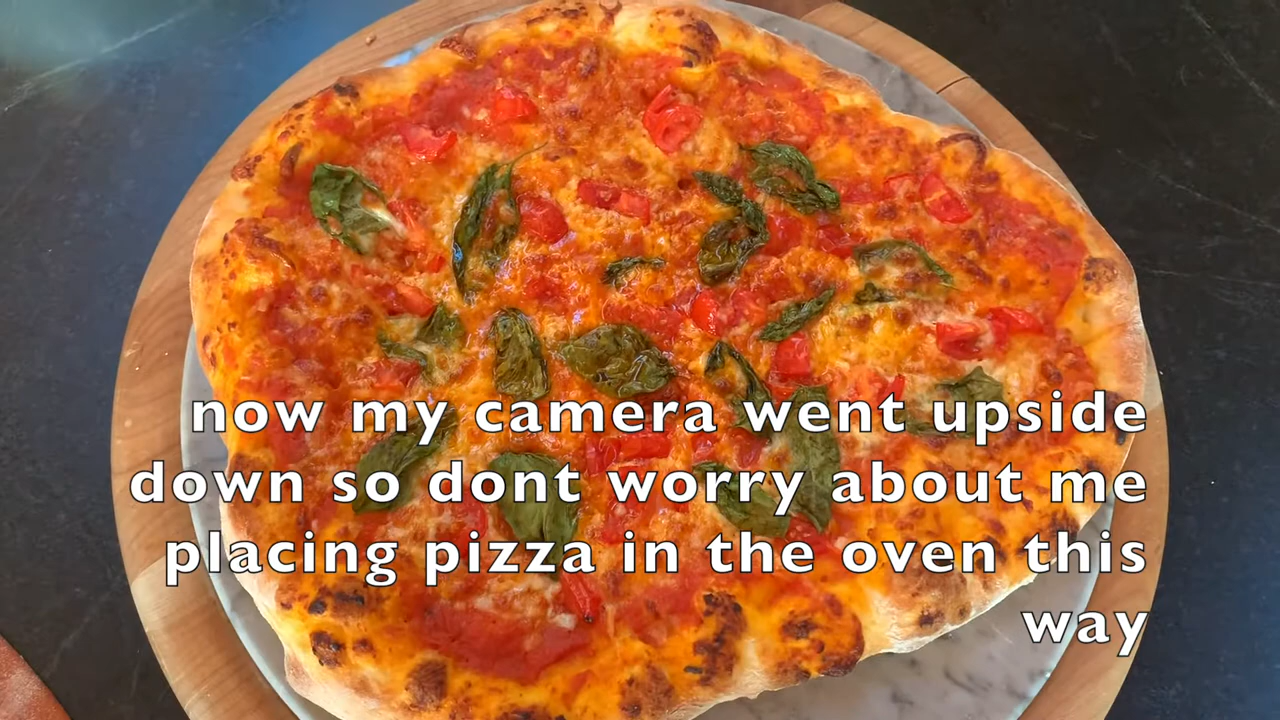 now my camera went upside
down so dont worry about me
placing pizza in the oven this
way